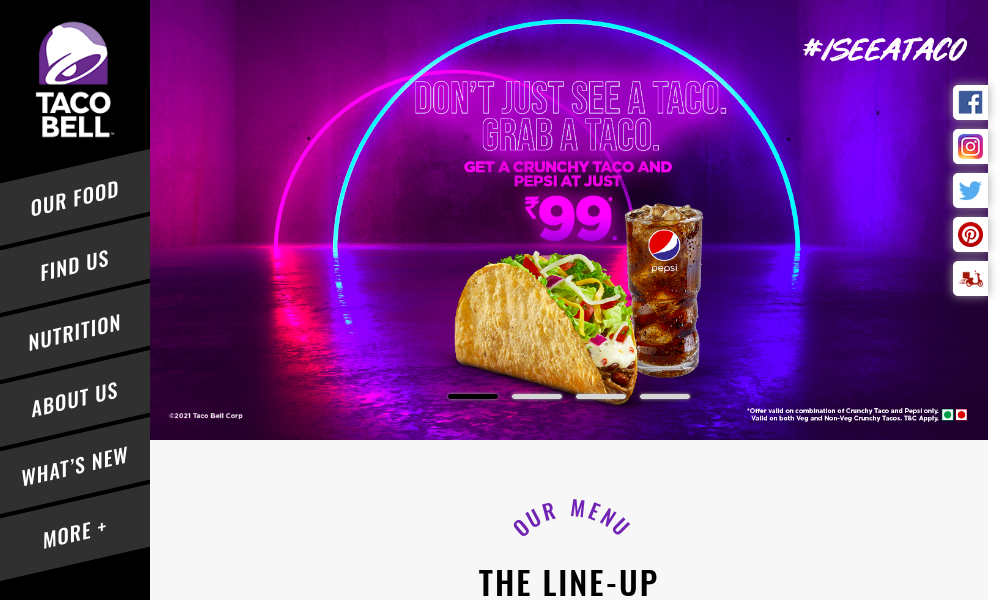 TACO
BELL™
OUR FOOD
FIND US
NUTRITION
ABOUT US
WHAT'S NEW
MORE +
#ISEEATACO
DON'T JUST SEE A TACO.
GRAB A TACO.
GET A CRUNCHY TACO AND
PEPSI AT JUST
₹99*
pepsi
©2021 Taco Bell Corp
*Offer valid on combination of Crunchy Taco and Pepsi only.
Valid on both Veg and Non-Veg Crunchy Tacos. T&C Apply.
OUR MENU
THE LINE-UP